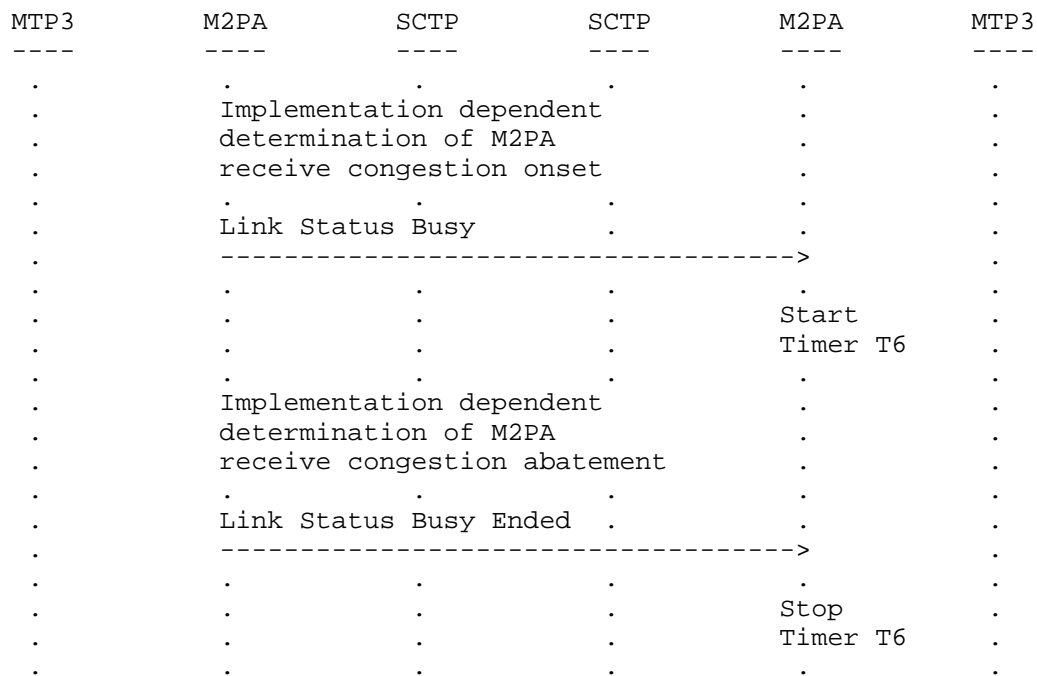 MTP3        M2PA        SCTP        SCTP        M2PA        MTP3
----        ----        ----        ----        ----        ----
 .           .           .           .           .           .
 .           Implementation dependent            .           .
 .           determination of M2PA               .           .
 .           receive congestion onset            .           .
 .           .           .           .           .           .
 .           Link Status Busy        .           .           .
 .           ------------------------------------>           .
 .           .           .           .           .           .
 .           .           .           .          Start        .
 .           .           .           .          Timer T6     .
 .           .           .           .           .           .
 .           Implementation dependent            .           .
 .           determination of M2PA               .           .
 .           receive congestion abatement        .           .
 .           .           .           .           .           .
 .           Link Status Busy Ended  .           .           .
 .           ------------------------------------>           .
 .           .           .           .           .           .
 .           .           .           .          Stop         .
 .           .           .           .          Timer T6     .
 .           .           .           .           .           .